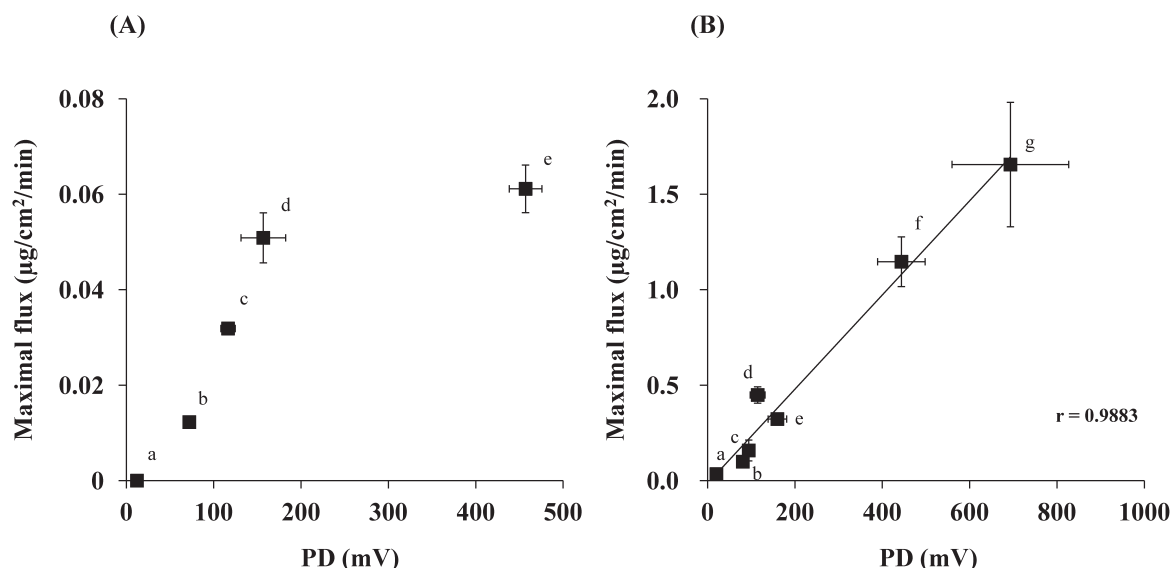 (A)
Maximal flux (μg/cm²/min)
0.08
0.06
0.04
0.02
0
a
b
c
d
e
0
100
200
300
400
500
PD (mV)
(B)
Maximal flux (μg/cm²/min)
2.0
1.5
1.0
0.5
0.0
a
b
c
d
e
f
g
r = 0.9883
0
200
400
600
800
1000
PD (mV)